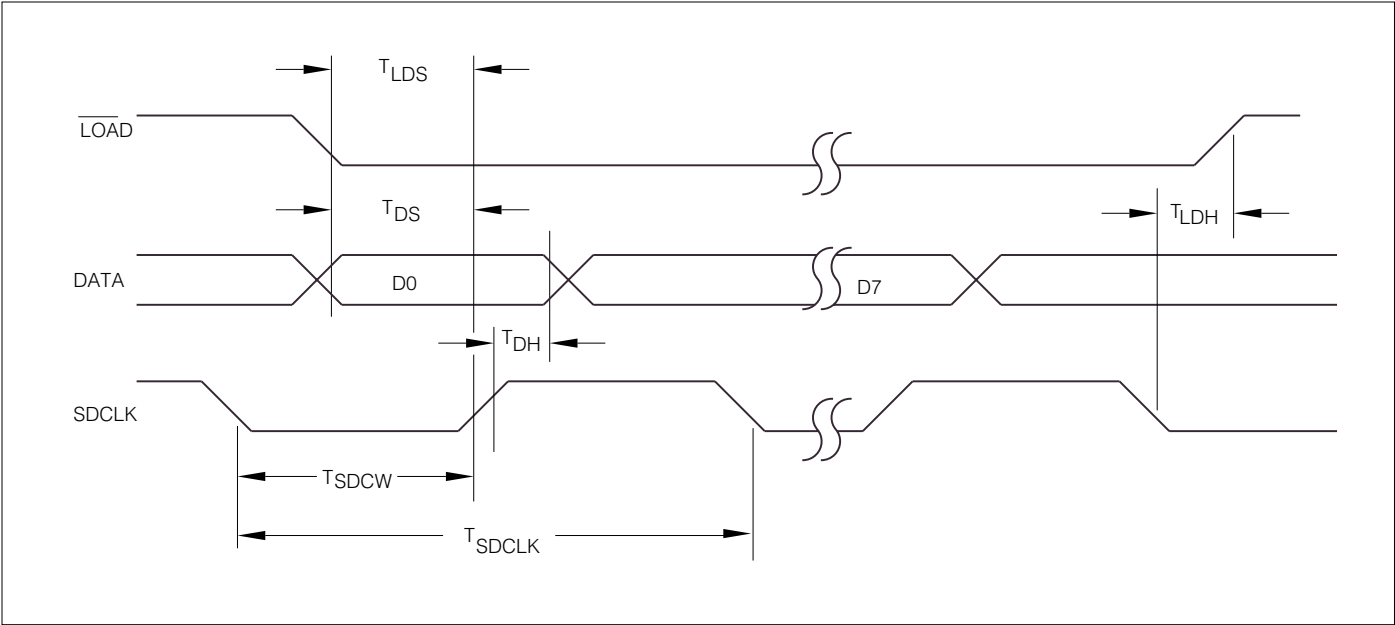 TLDS
LOAD
TDS
TLDH
DATA
D0
D7
TDH
SDCLK
TSDCW
TSDCLK